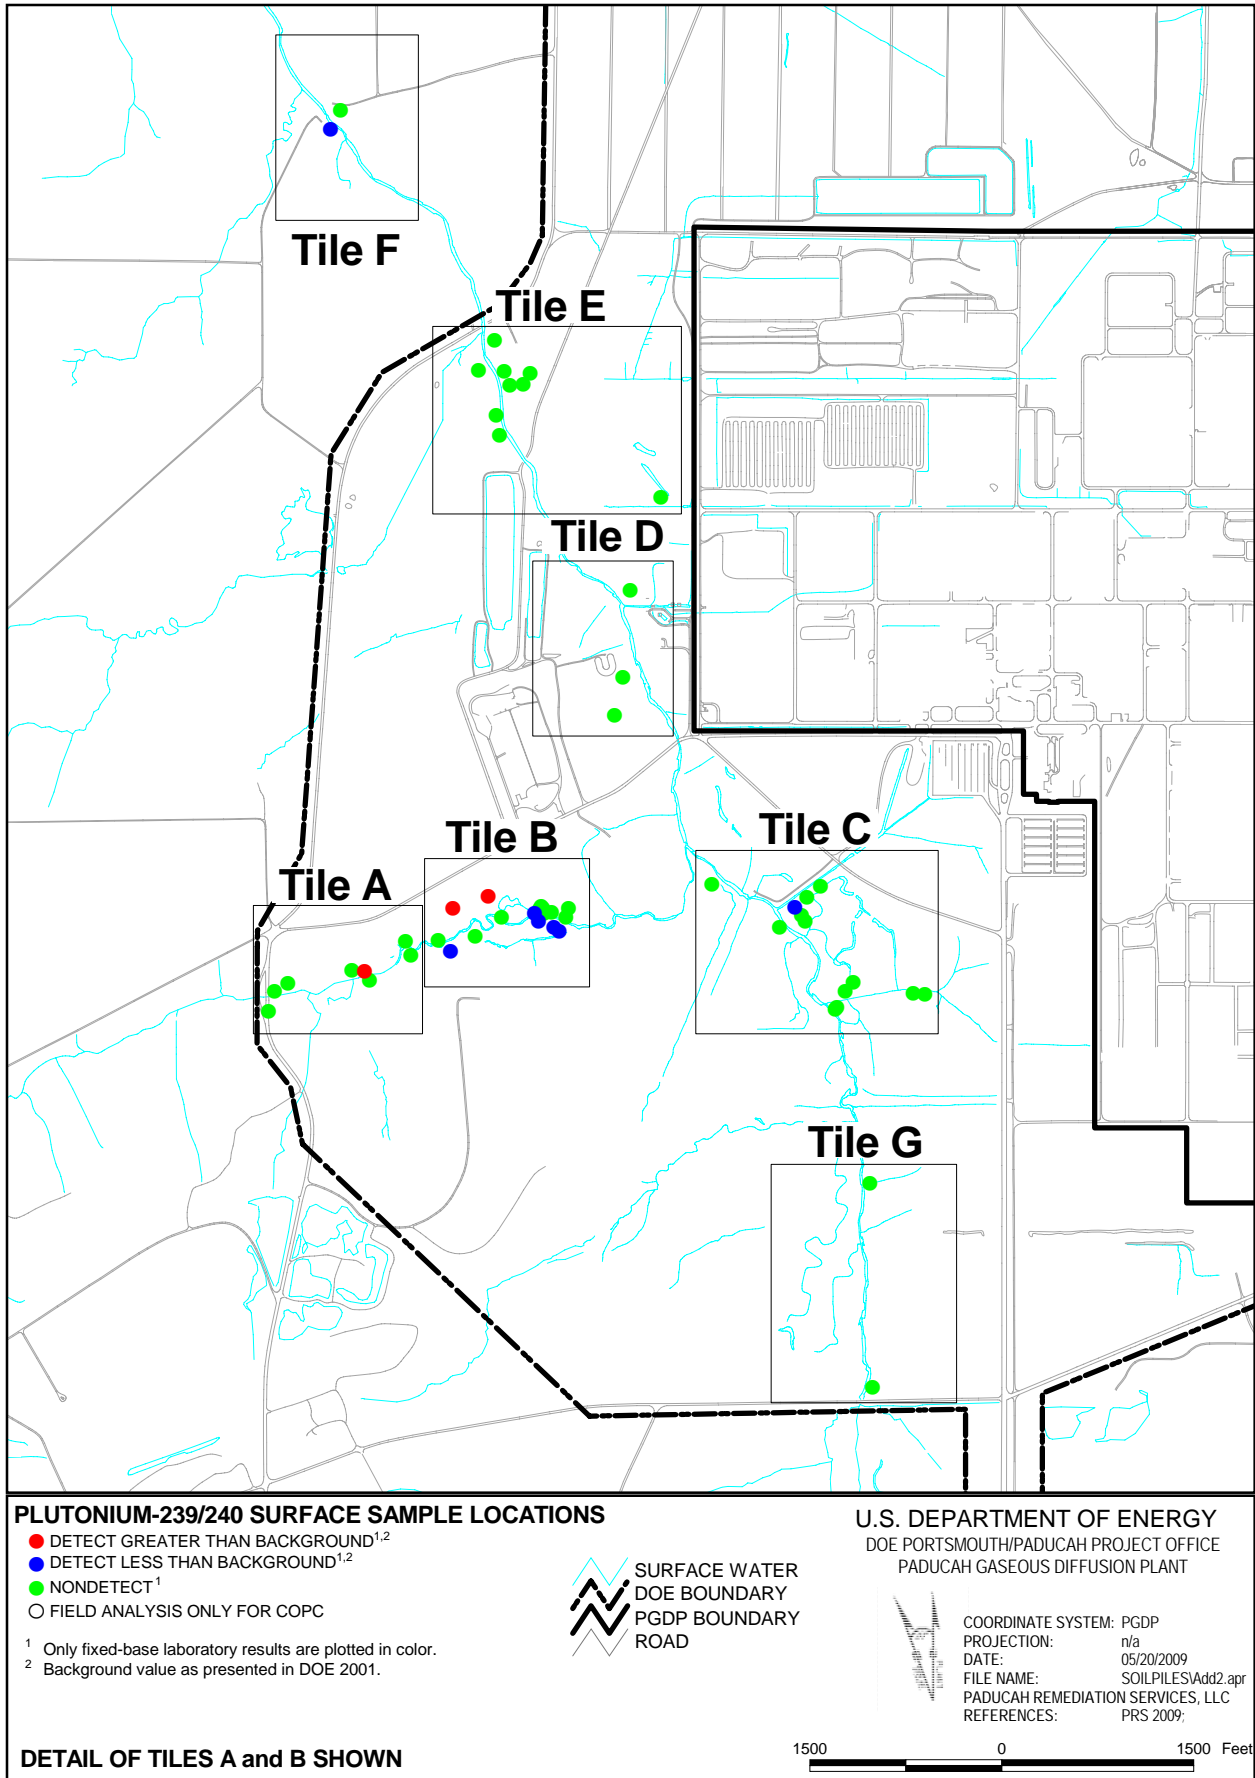 Tile F
Tile E
Tile D
Tile B
Tile C
Tile A
Tile G
PLUTONIUM-239/240 SURFACE SAMPLE LOCATIONS
DETECT GREATER THAN BACKGROUND1,2
DETECT LESS THAN BACKGROUND1,2
NONDETECT1
FIELD ANALYSIS ONLY FOR COPC
1 Only fixed-base laboratory results are plotted in color.
2 Background value as presented in DOE 2001.
DETAIL OF TILES A and B SHOWN
SURFACE WATER
DOE BOUNDARY
PGDP BOUNDARY
ROAD
U.S. DEPARTMENT OF ENERGY
DOE PORTSMOUTH/PADUCAH PROJECT OFFICE
PADUCAH GASEOUS DIFFUSION PLANT
COORDINATE SYSTEM: PGDP
PROJECTION: n/a
DATE: 05/20/2009
FILE NAME: SOILPILES\Add2.apr
PADUCAH REMEDIATION SERVICES, LLC
REFERENCES: PRS 2009;
1500 0 1500 Feet